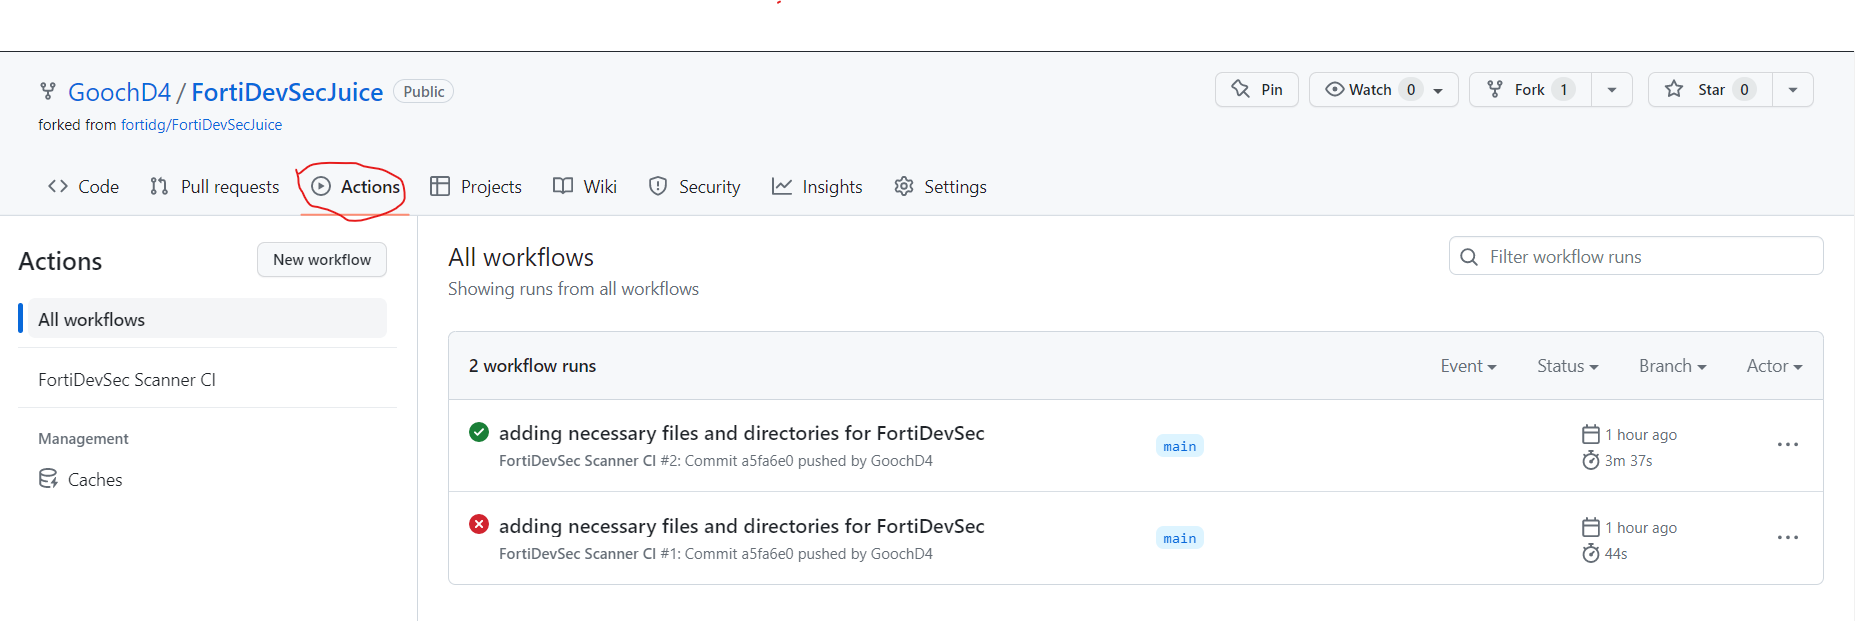 GoochD4 / FortiDevSecJuice Public
Pin
Watch 0
Fork 1
Star 0
forked from fortidg/FortiDevSecJuice
Code
Pull requests
Actions
Projects
Wiki
Security
Insights
Settings
Actions
New workflow
All workflows
FortiDevSec Scanner CI
Management
Caches
All workflows
Showing runs from all workflows
Filter workflow runs
2 workflow runs
Event
Status
Branch
Actor
adding necessary files and directories for FortiDevSec
FortiDevSec Scanner CI #2: Commit a5fa6e0 pushed by GoochD4
main
1 hour ago
3m 37s
adding necessary files and directories for FortiDevSec
FortiDevSec Scanner CI #1: Commit a5fa6e0 pushed by GoochD4
main
1 hour ago
44s